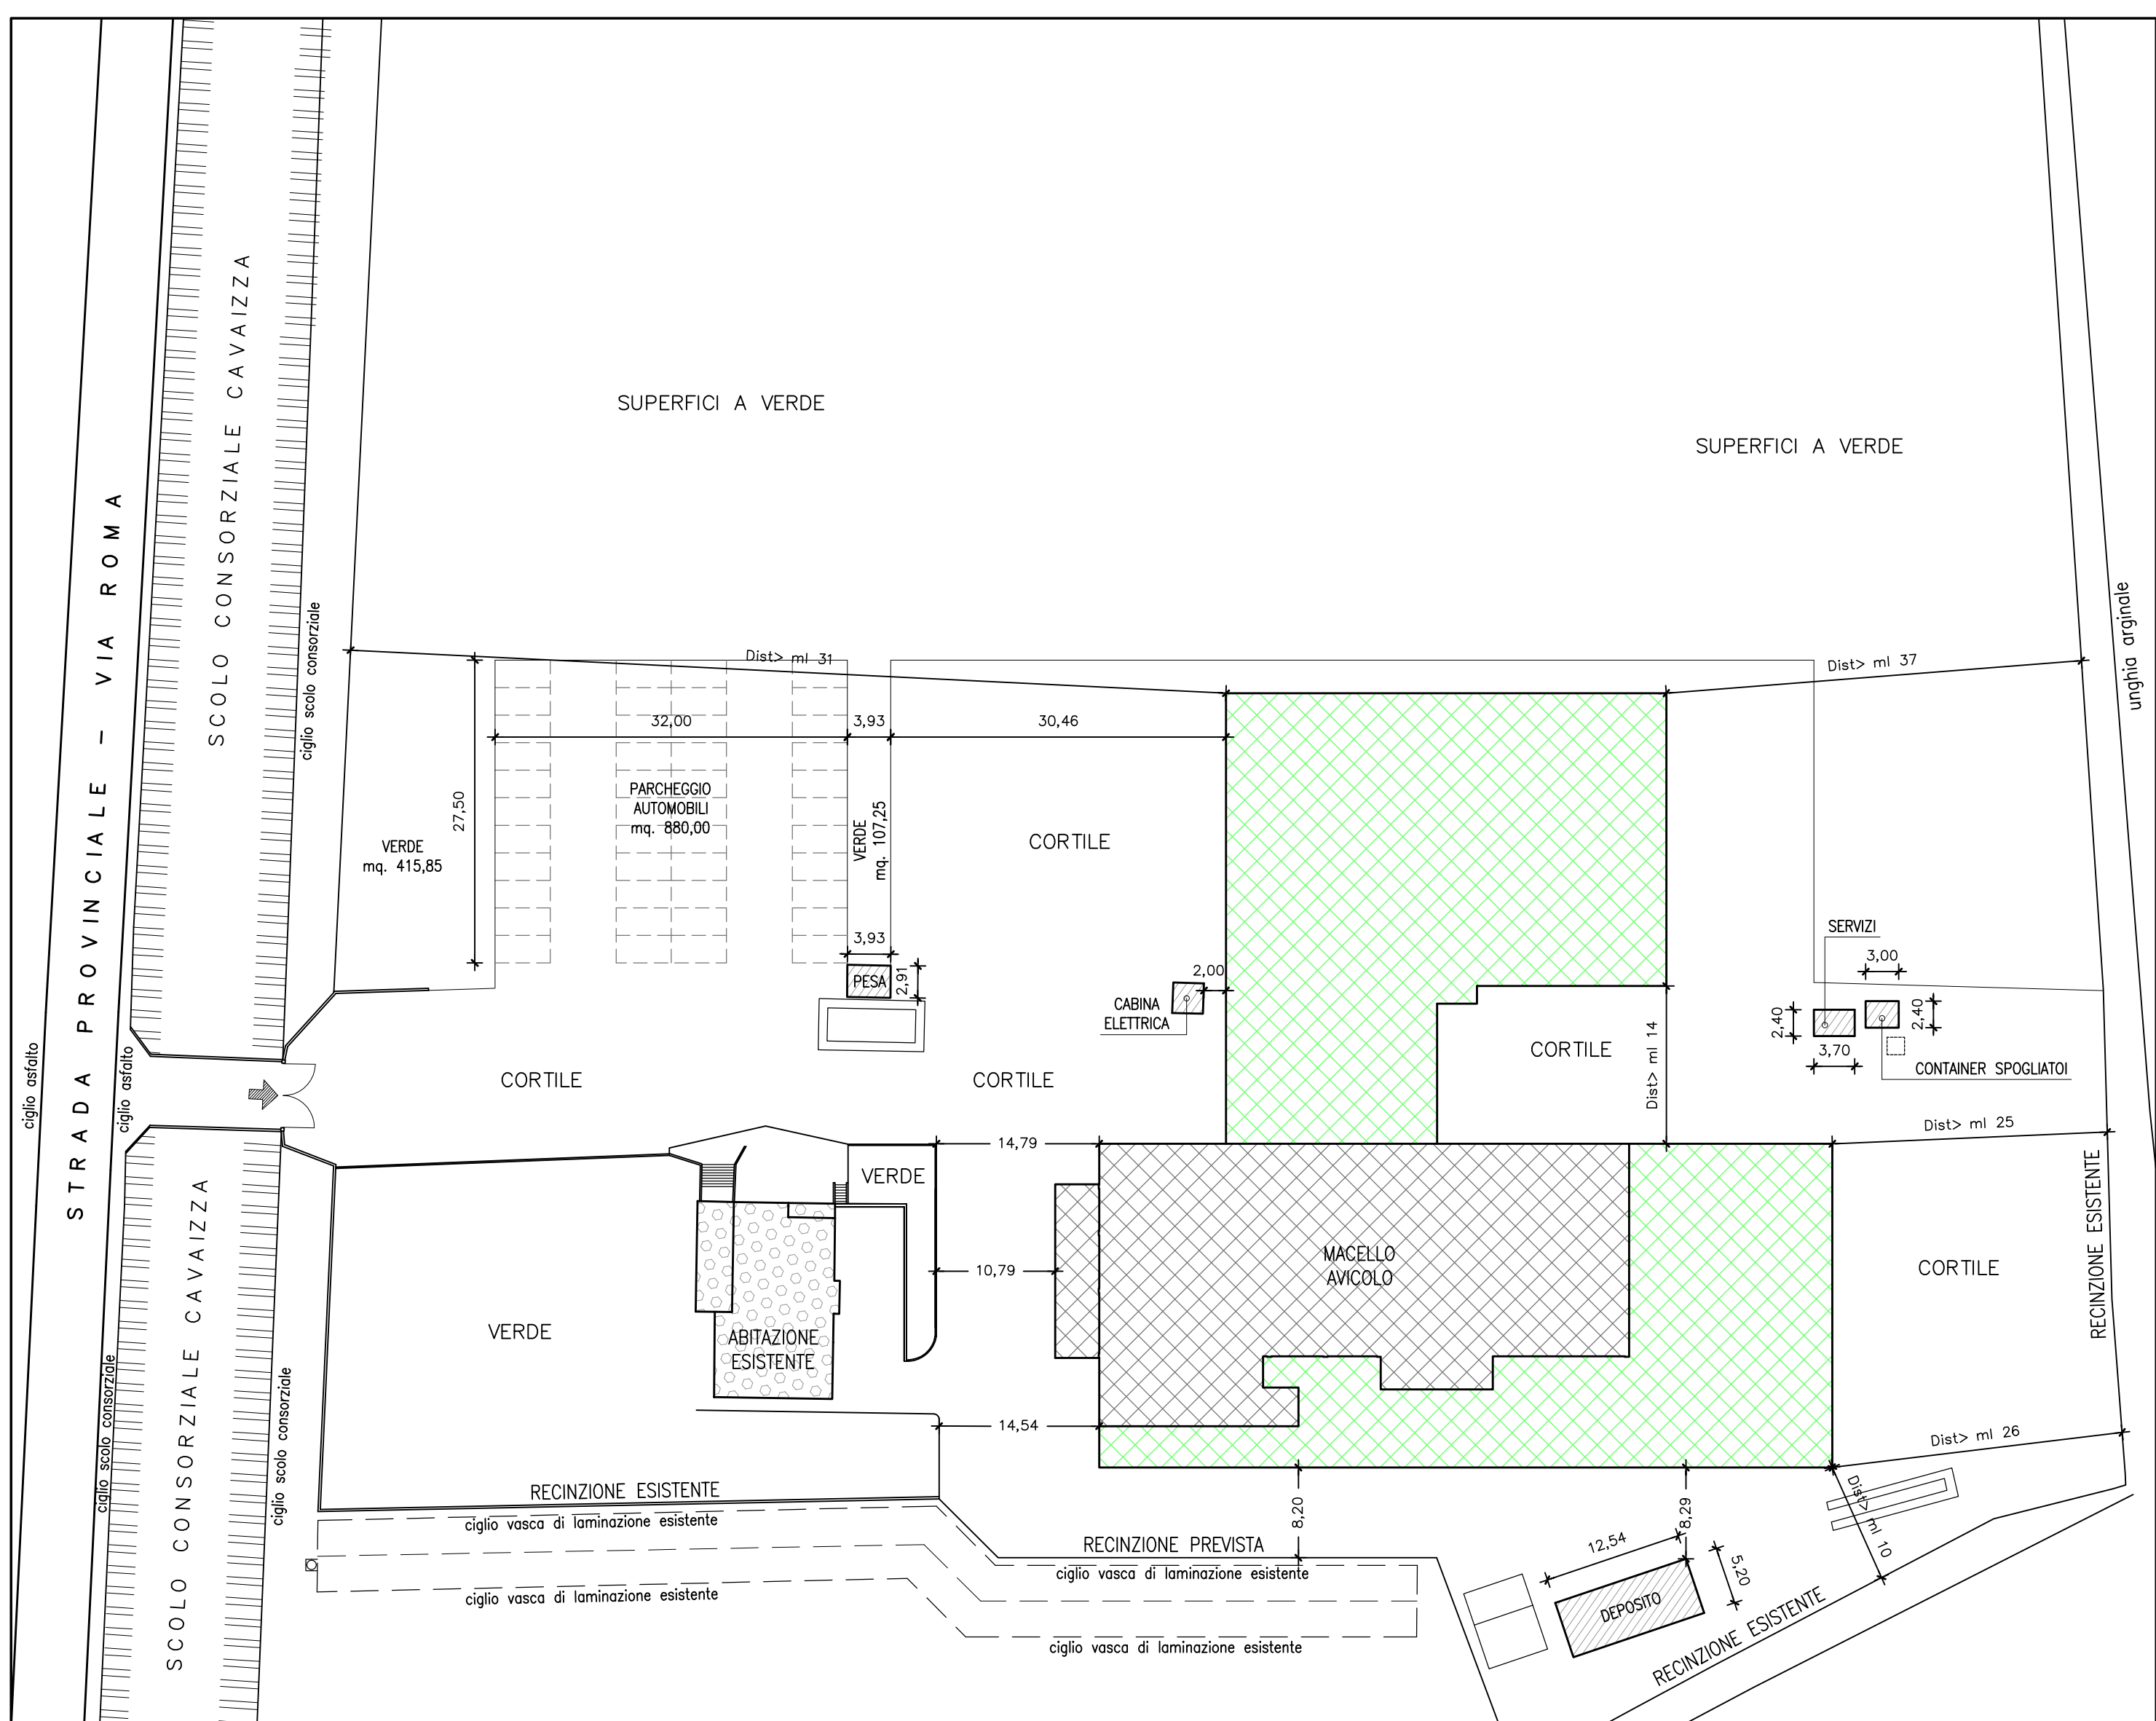 SCOLO CONSORZIALE CAVAIZZA
SUPERFICI A VERDE
SUPERFICI A VERDE
STRADA PROVINCIALE - VIA ROMA
ciglio scolo consorziale
unghia arginale
Dist> ml 31
Dist> ml 37
32,00
3,93
30,46
27,50
PARCHEGGIO
AUTOMOBILI
mq. 880,00
VERDE
mq. 107,25
CORTILE
VERDE
mq. 415,85
SERVIZI
3,93
3,00
PESA
2,91
2,00
CABINA
ELETTRICA
2,40
2,40
3,70
CORTILE
Dist> ml 14
CONTAINER SPOGLIATOI
ciglio asfalto
ciglio asfalto
CORTILE
CORTILE
14,79
Dist> ml 25
VERDE
RECINZIONE ESISTENTE
10,79
MACELLO
AVICOLO
CORTILE
VERDE
ABITAZIONE
ESISTENTE
SCOLO CONSORZIALE CAVAIZZA
ciglio scolo consorziale
ciglio scolo consorziale
14,54
Dist> ml 26
RECINZIONE ESISTENTE
ciglio vasca di laminazione esistente
8,20
8,29
Dist> ml 10
RECINZIONE PREVISTA
12,54
5,20
ciglio vasca di laminazione esistente
ciglio vasca di laminazione esistente
DEPOSITO
RECINZIONE ESISTENTE
ciglio vasca di laminazione esistente